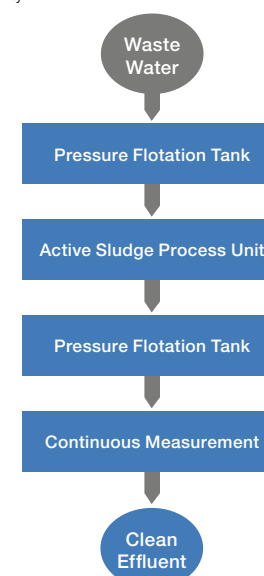 Waste
Water
Pressure Flotation Tank
Active Sludge Process Unit
Pressure Flotation Tank
Continuous Measurement
Clean
Effluent